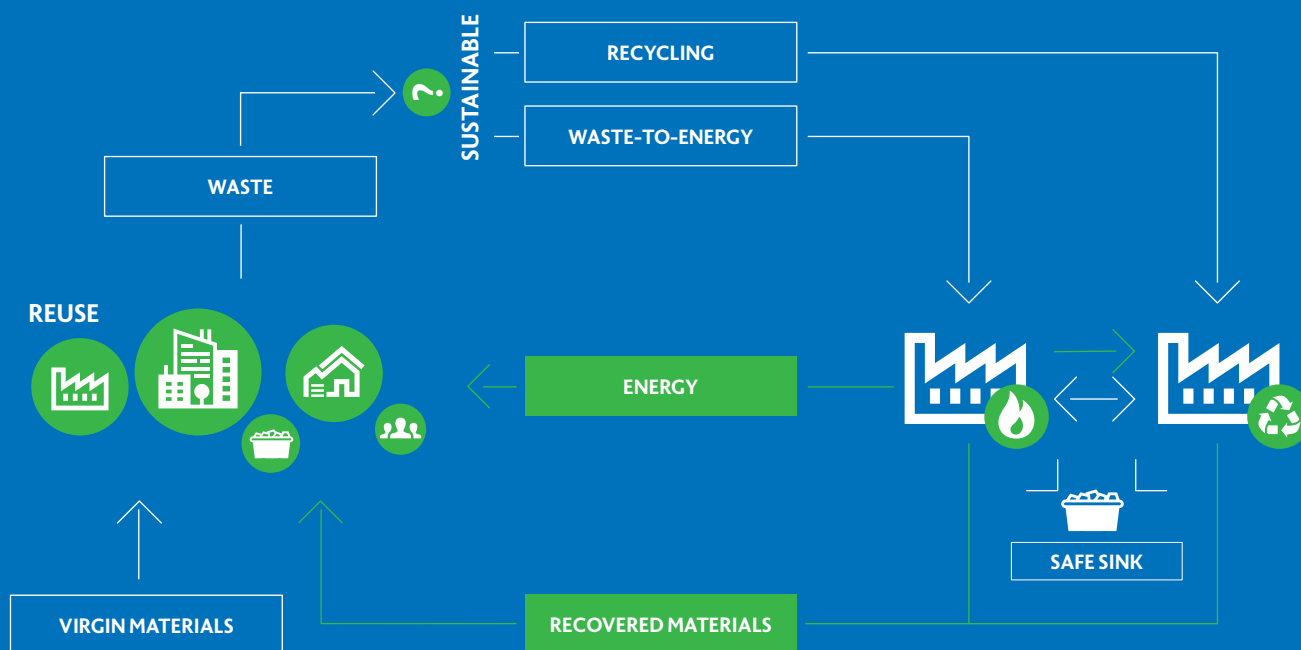 SUSTAINABLE
RECYCLING
?
WASTE-TO-ENERGY
WASTE
REUSE
ENERGY
SAFE SINK
VIRGIN MATERIALS
RECOVERED MATERIALS